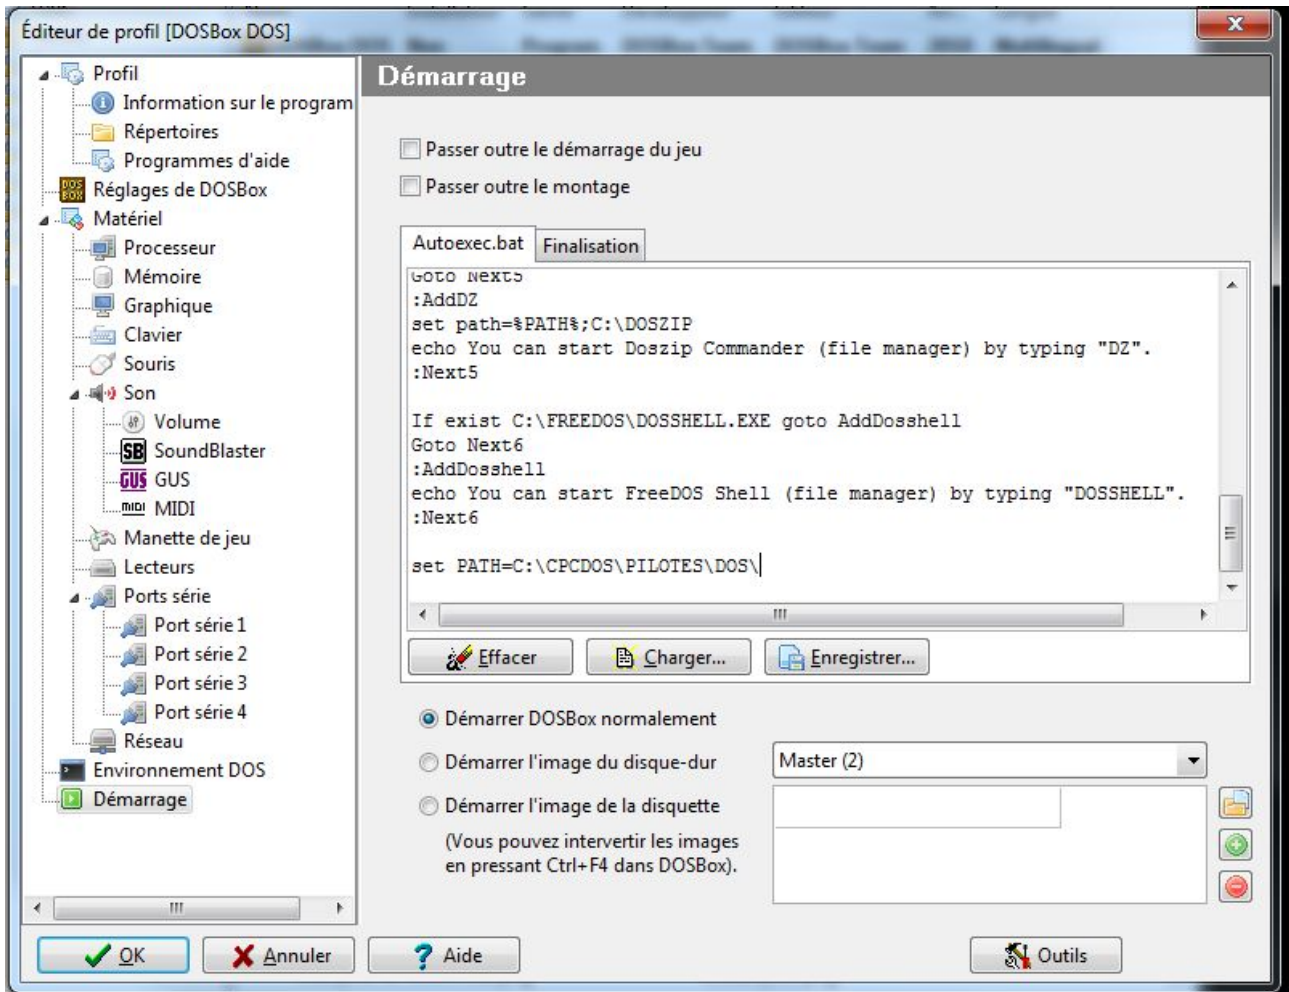 Éditeur de profil [DOSBox DOS]
Profil
Information sur le program
Répertoires
Programmes d'aide
Réglages de DOSBox
Matériel
Processeur
Mémoire
Graphique
Clavier
Souris
Son
Volume
SB SoundBlaster
GUS GUS
MIDI MIDI
Manette de jeu
Lecteurs
Ports série
Port série 1
Port série 2
Port série 3
Port série 4
Réseau
Environnement DOS
Démarrage
Démarrage
Passer outre le démarrage du jeu
Passer outre le montage
Autoexec.bat
Finalisation
Goto Next5
:AddDZ
set path=%PATH%;C:\DOSZIP
echo You can start Doszip Commander (file manager) by typing "DZ".
:Next5
If exist C:\FREEDOS\DOSSHELL.EXE goto AddDosshell
Goto Next6
:AddDosshell
echo You can start FreeDOS Shell (file manager) by typing "DOSSHELL".
:Next6
set PATH=C:\CPCDOS\PILOTES\DOS\
Effacer
Charger...
Enregistrer...
Démarrer DOSBox normalement
Démarrer l'image du disque-dur
Master (2)
Démarrer l'image de la disquette
(Vous pouvez intervertir les images
en pressant Ctrl+F4 dans DOSBox).
OK
Annuler
Aide
Outils